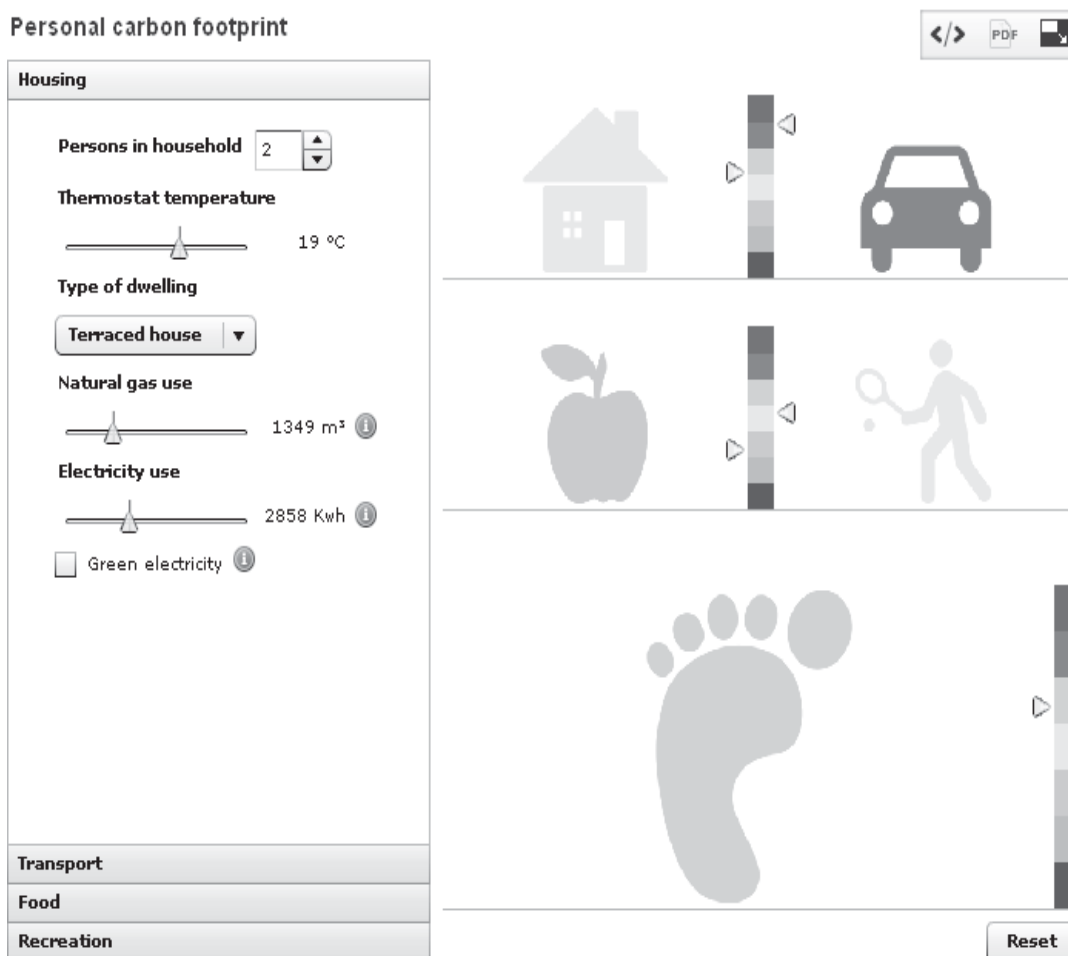 Personal carbon footprint
</> PDF
Housing
Persons in household 2
Thermostat temperature
19 ºC
Type of dwelling
Terraced house
Natural gas use
1349 m³ i
Electricity use
2858 Kwh i
Green electricity i
Transport
Food
Recreation
Reset